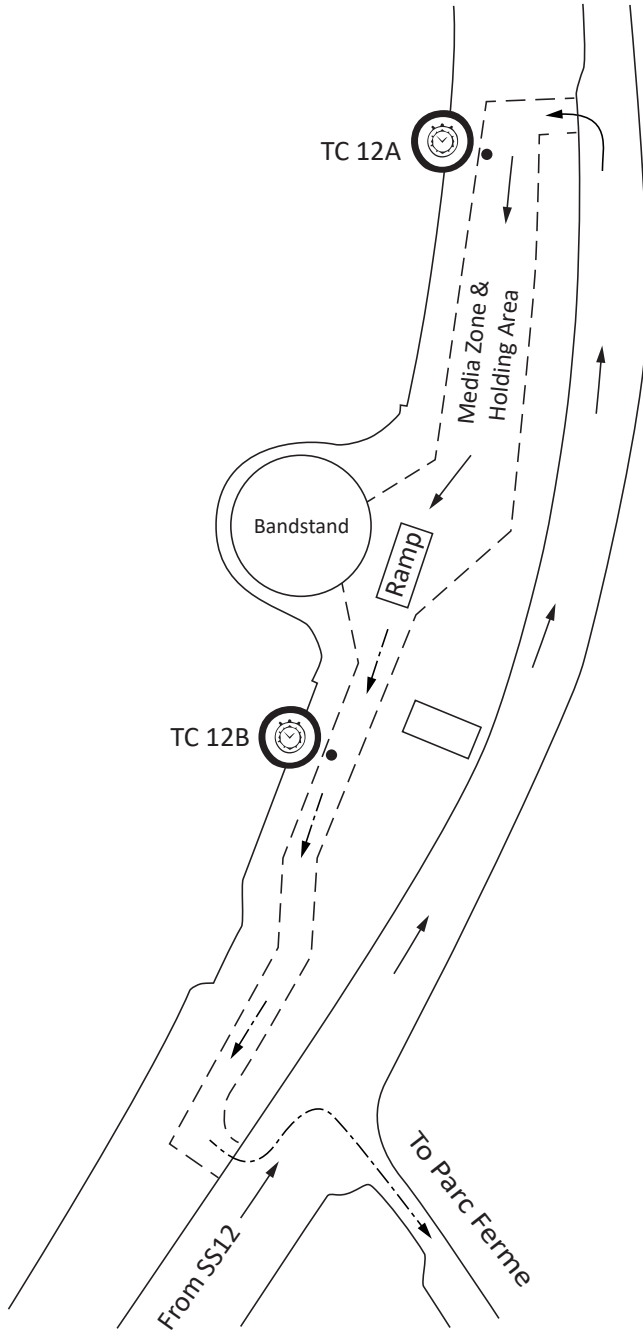 TC 12A
Media Zone &
Holding Area
Bandstand
Ramp
TC 12B
To Parc Ferme
From SS12